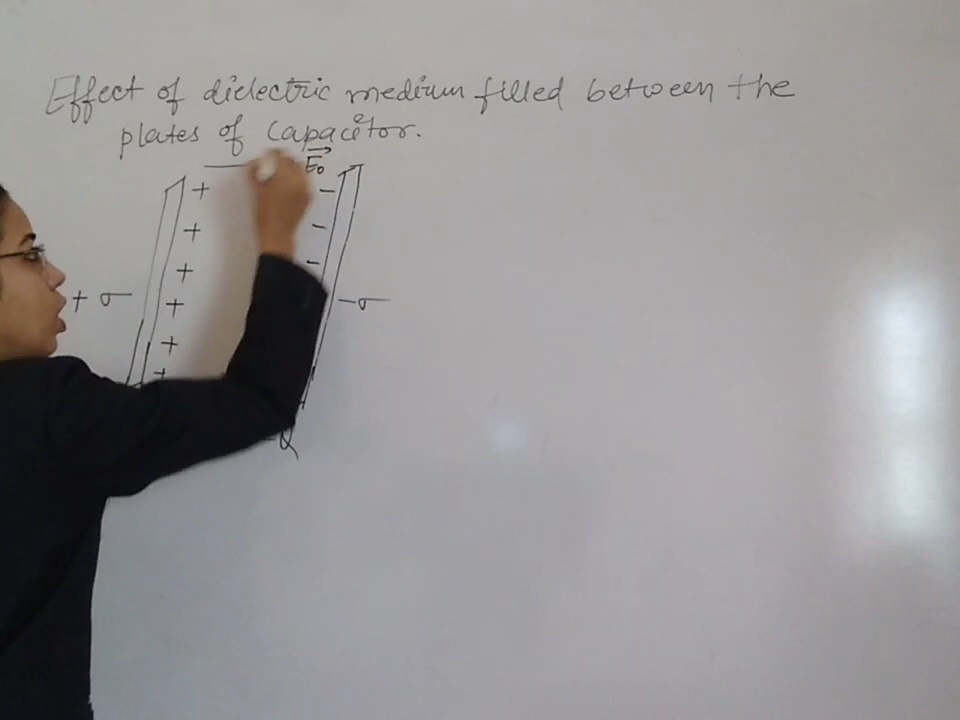 Effect of dielectric medium filled between the
plates of capacitor.
E₀
+ -
+ -
+ -
+ σ + -σ
+
+
Q